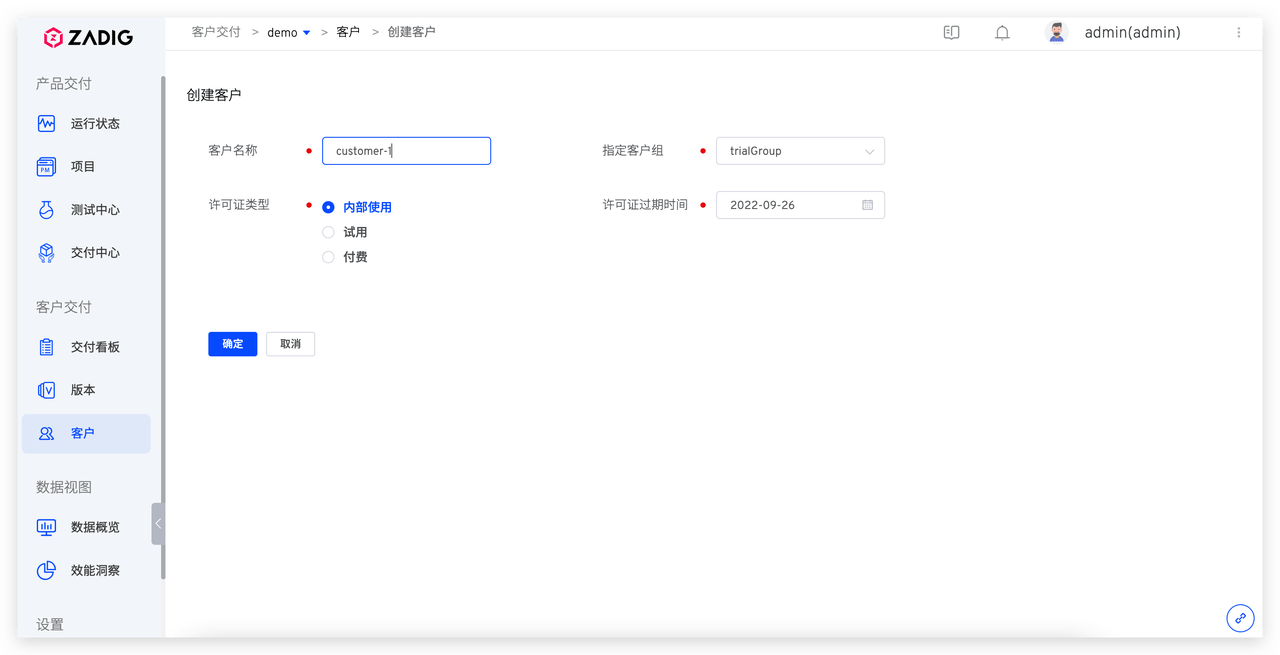 ZADIG
客户交付 > demo > 客户 > 创建客户
admin(admin)
产品交付
运行状态
项目
测试中心
交付中心
客户交付
交付看板
版本
客户
数据视图
数据概览
效能洞察
设置
创建客户
客户名称
customer-1
指定客户组
trialGroup
许可证类型
内部使用
试用
付费
许可证过期时间
2022-09-26
确定
取消